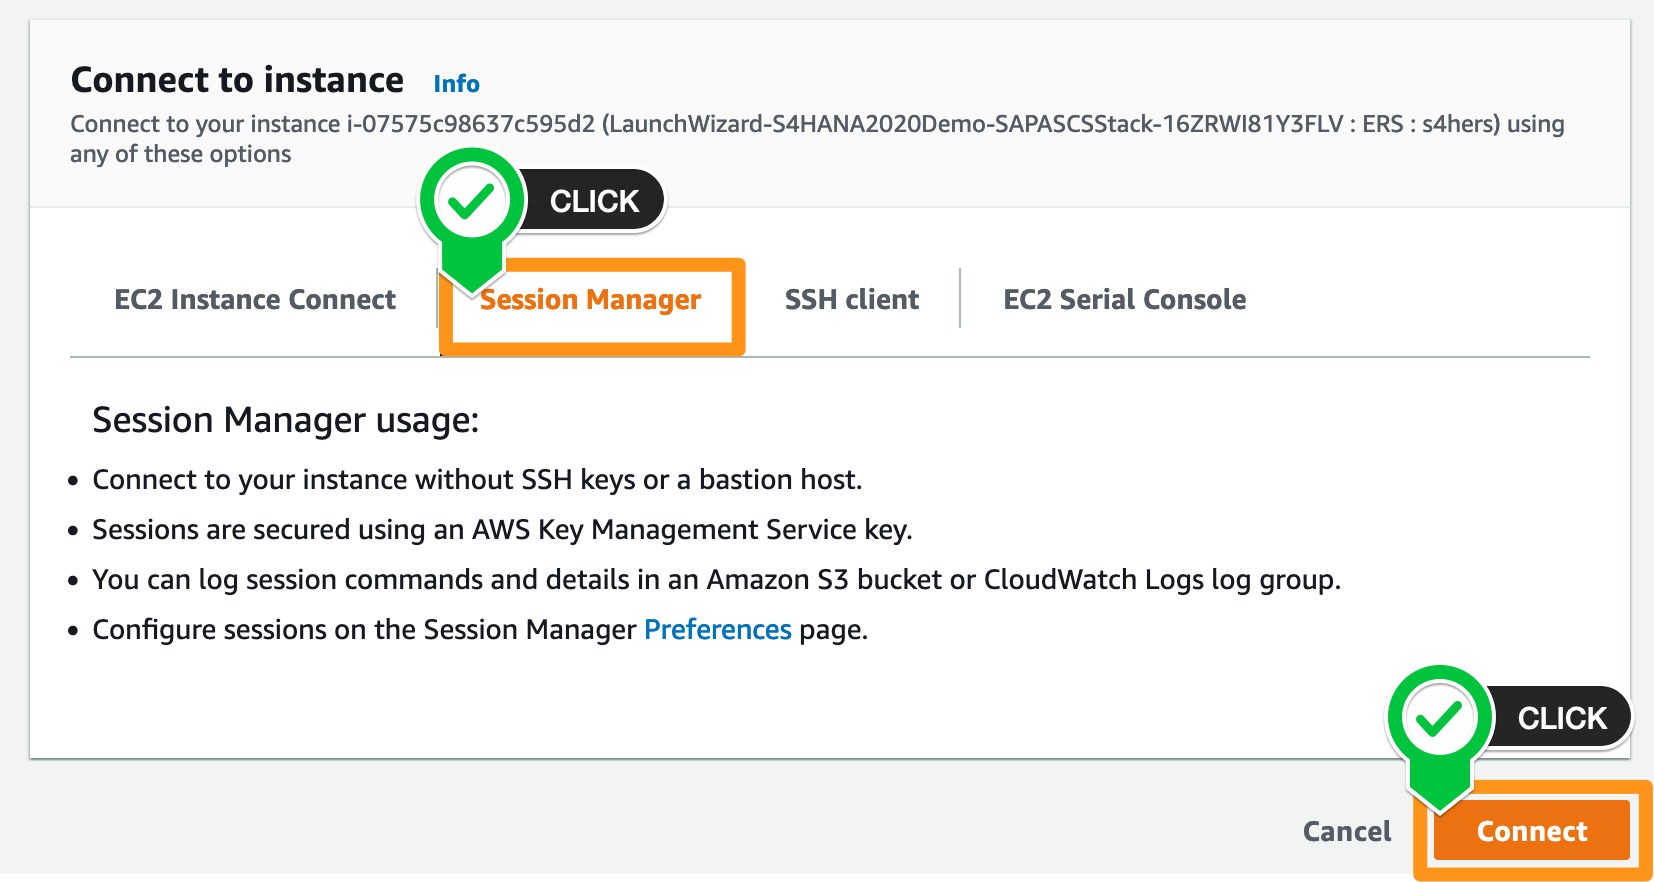 Connect to instance Info
Connect to your instance i-07575c98637c595d2 (LaunchWizard-S4HANA2020Demo-SAPASCSStack-16ZRWI81Y3FLV : ERS : s4hers) using
any of these options
CLICK
EC2 Instance Connect Session Manager SSH client EC2 Serial Console
Session Manager usage:
• Connect to your instance without SSH keys or a bastion host.
• Sessions are secured using an AWS Key Management Service key.
• You can log session commands and details in an Amazon S3 bucket or CloudWatch Logs log group.
• Configure sessions on the Session Manager Preferences page.
CLICK
Cancel Connect